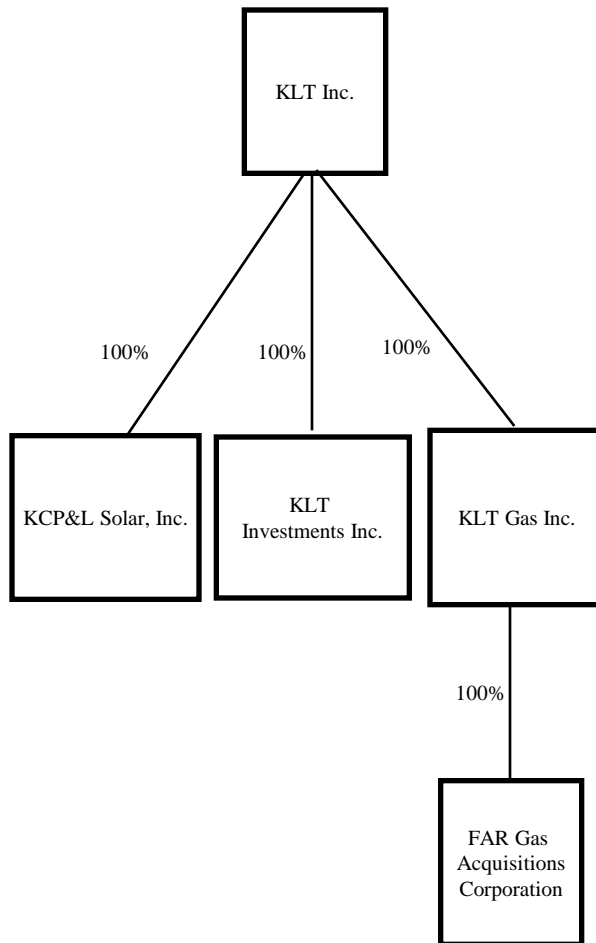 KLT Inc.
100%
100%
100%
KCP&L Solar, Inc.
KLT
Investments Inc.
KLT Gas Inc.
100%
FAR Gas
Acquisitions
Corporation